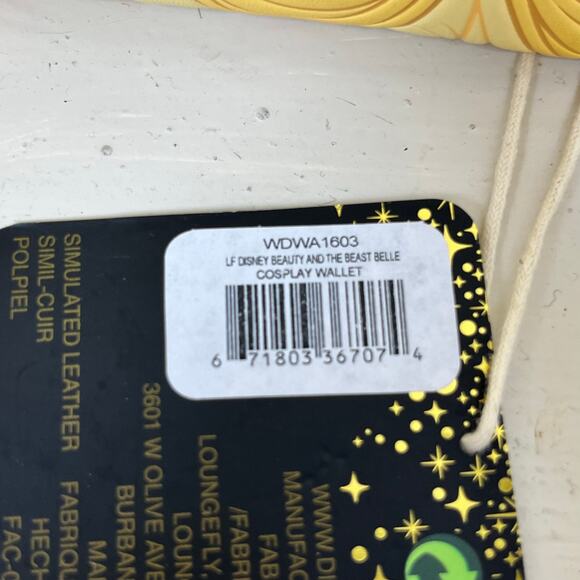 WDWA1603
LF DISNEY BEAUTY AND THE BEAST BELLE
COSPLAY WALLET
6 71803 36707 4
SIMULATED LEATHER
SIMIL-CUIR
POLPIEL
WWW.DI
MANUFAC
FAB
/FABRI
LOUNGEFLY,
LOUN
3601 W OLIVE AVE
BURBAN
MA
FABRIQU
HECH
FAC-